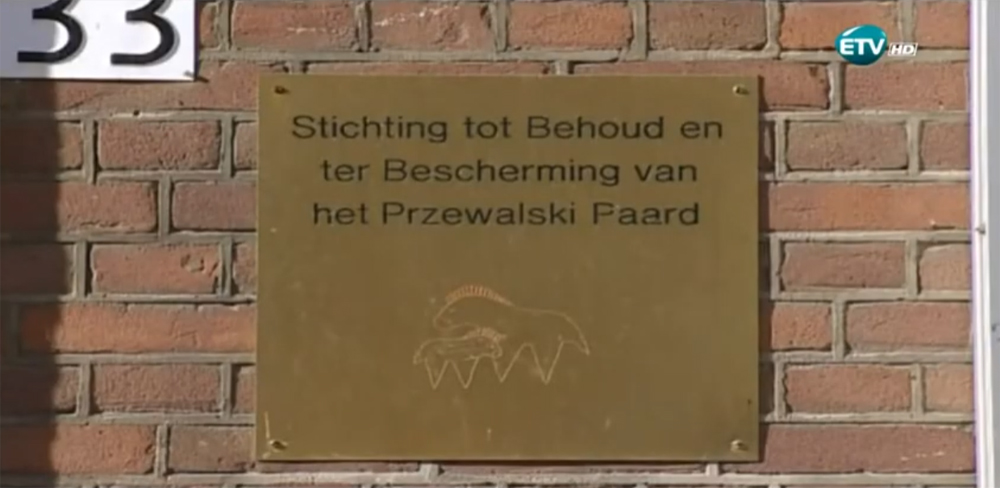 33
ETV HD
Stichting tot Behoud en
ter Bescherming van
het Przewalski Paard